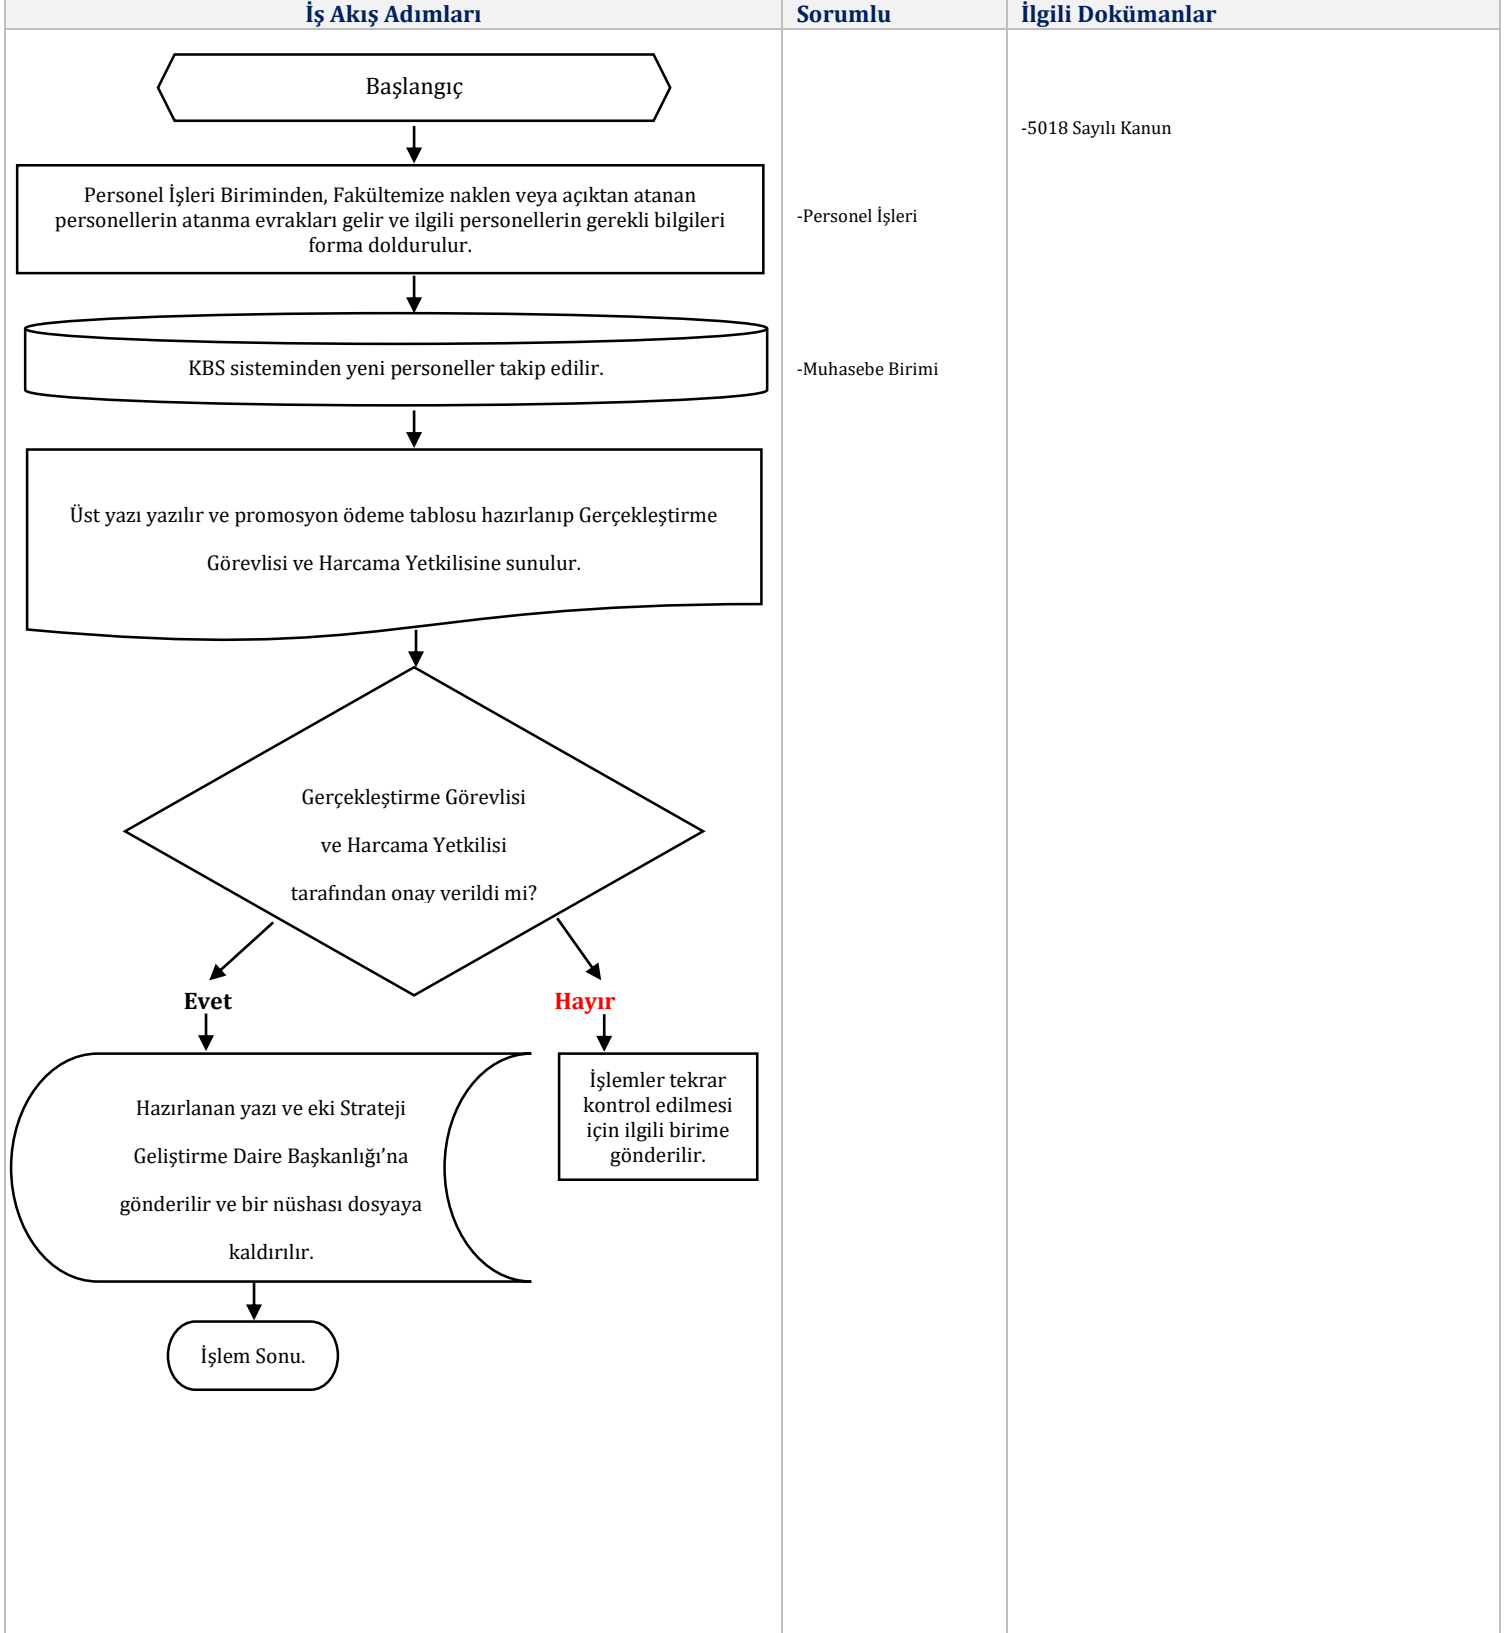 İş Akış Adımları
Sorumlu
İlgili Dokümanlar
Başlangıç
-5018 Sayılı Kanun
Personel İşleri Biriminden, Fakültemize naklen veya açıktan atanan
personellerin atanma evrakları gelir ve ilgili personellerin gerekli bilgileri
forma doldurulur.
-Personel İşleri
KBS sisteminden yeni personeller takip edilir.
-Muhasebe Birimi
Üst yazı yazılır ve promosyon ödeme tablosu hazırlanıp Gerçekleştirme
Görevlisi ve Harcama Yetkilisine sunulur.
Gerçekleştirme Görevlisi
ve Harcama Yetkilisi
tarafından onay verildi mi?
Evet
Hayır
Hazırlanan yazı ve eki Strateji
Geliştirme Daire Başkanlığı’na
gönderilir ve bir nüshası dosyaya
kaldırılır.
İşlemler tekrar
kontrol edilmesi
için ilgili birime
gönderilir.
İşlem Sonu.